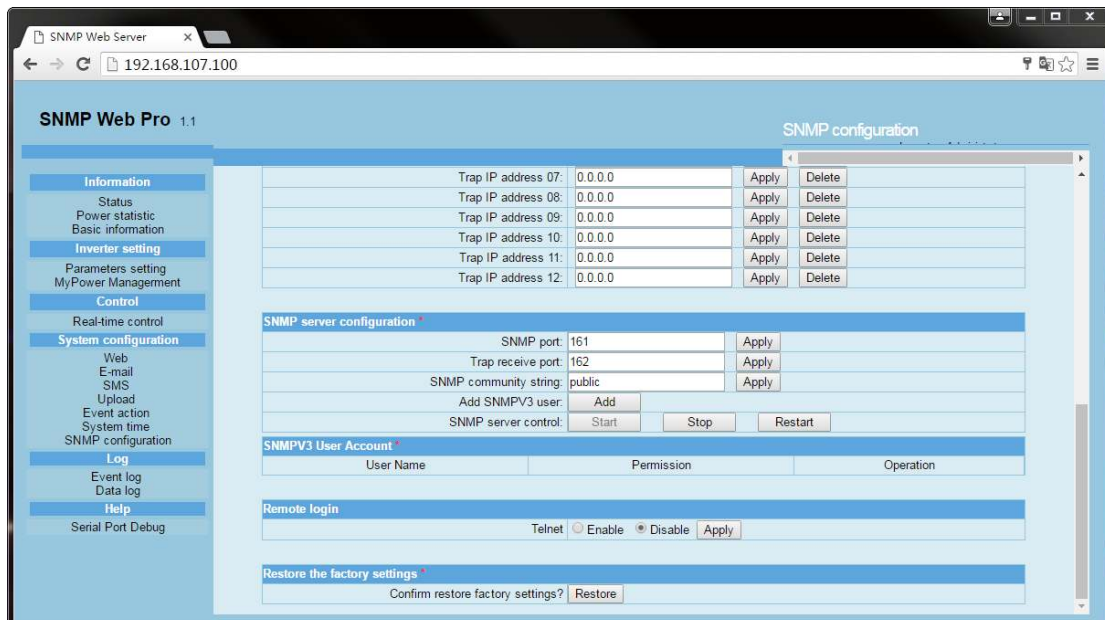 SNMP Web Server
192.168.107.100
SNMP Web Pro 1.1
SNMP configuration
Information
Status
Power statistic
Basic information
Inverter setting
Parameters setting
MyPower Management
Control
Real-time control
System configuration
Web
E-mail
SMS
Upload
Event action
System time
SNMP configuration
Log
Event log
Data log
Help
Serial Port Debug
Trap IP address 07: 0.0.0.0 Apply Delete
Trap IP address 08: 0.0.0.0 Apply Delete
Trap IP address 09: 0.0.0.0 Apply Delete
Trap IP address 10: 0.0.0.0 Apply Delete
Trap IP address 11: 0.0.0.0 Apply Delete
Trap IP address 12: 0.0.0.0 Apply Delete
SNMP server configuration *
SNMP port: 161 Apply
Trap receive port: 162 Apply
SNMP community string: public Apply
Add SNMPV3 user: Add
SNMP server control: Start Stop Restart
SNMPV3 User Account *
User Name Permission Operation
Remote login
Telnet Enable Disable Apply
Restore the factory settings *
Confirm restore factory settings? Restore